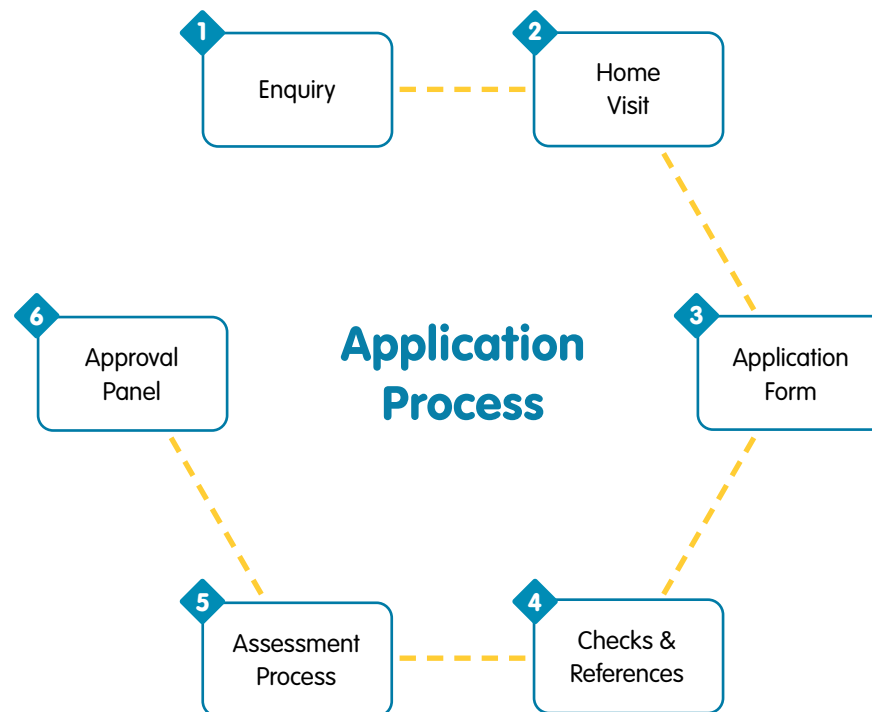 1
Enquiry
2
Home
Visit
3
Application
Form
4
Checks &
References
5
Assessment
Process
6
Approval
Panel
Application
Process